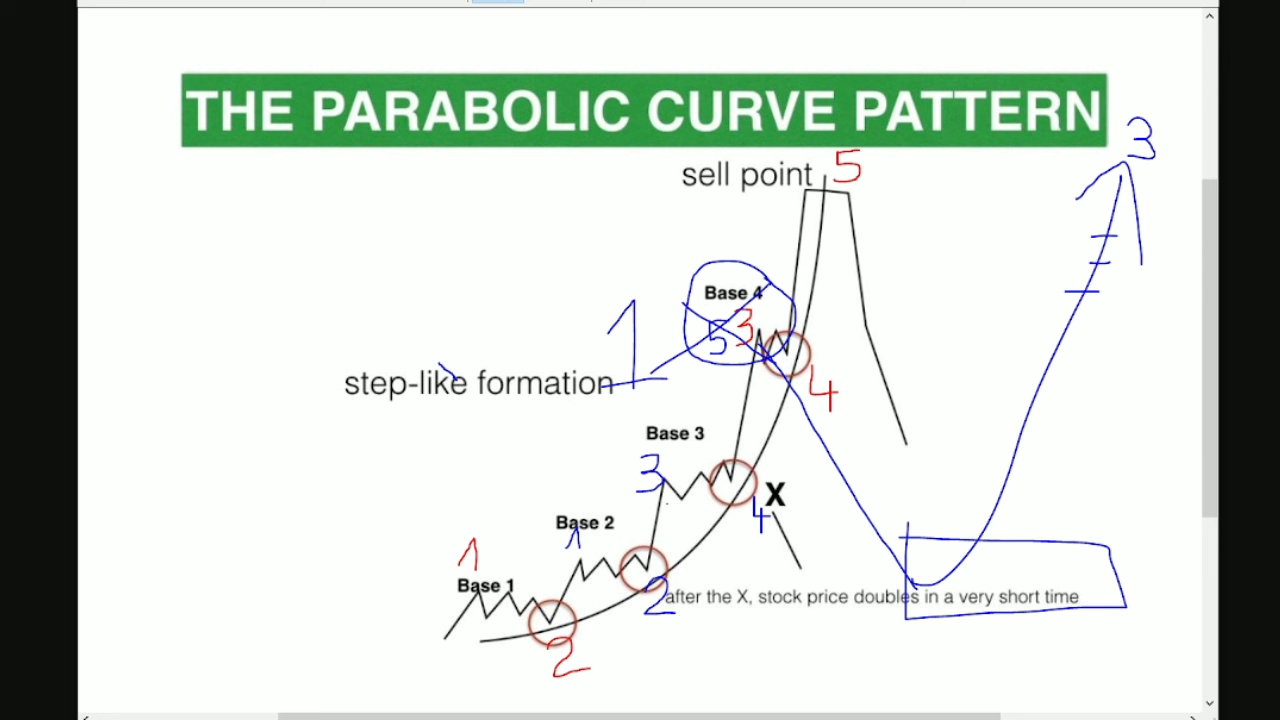 THE PARABOLIC CURVE PATTERN
3
sell point 5
Base 4
5 3
1
4
step-like formation
Base 3
3
X
4
Base 2
1
1
Base 1
2
after the X, stock price doubles in a very short time
2